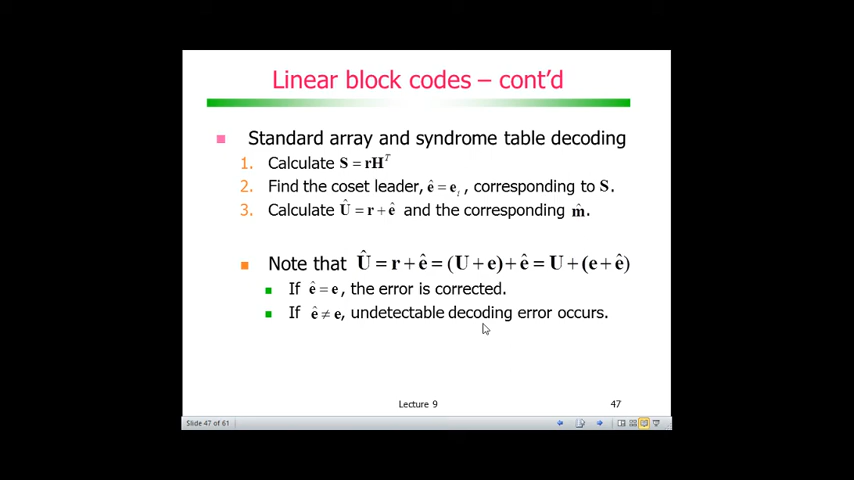 Linear block codes – cont'd
Standard array and syndrome table decoding
1. Calculate S = rH^T
2. Find the coset leader, ê = e_i, corresponding to S.
3. Calculate Û = r + ê and the corresponding m̂.
Note that Û = r + ê = (U + e) + ê = U + (e + ê)
If ê = e, the error is corrected.
If ê ≠ e, undetectable decoding error occurs.
Lecture 9
47
Slide 47 of 61